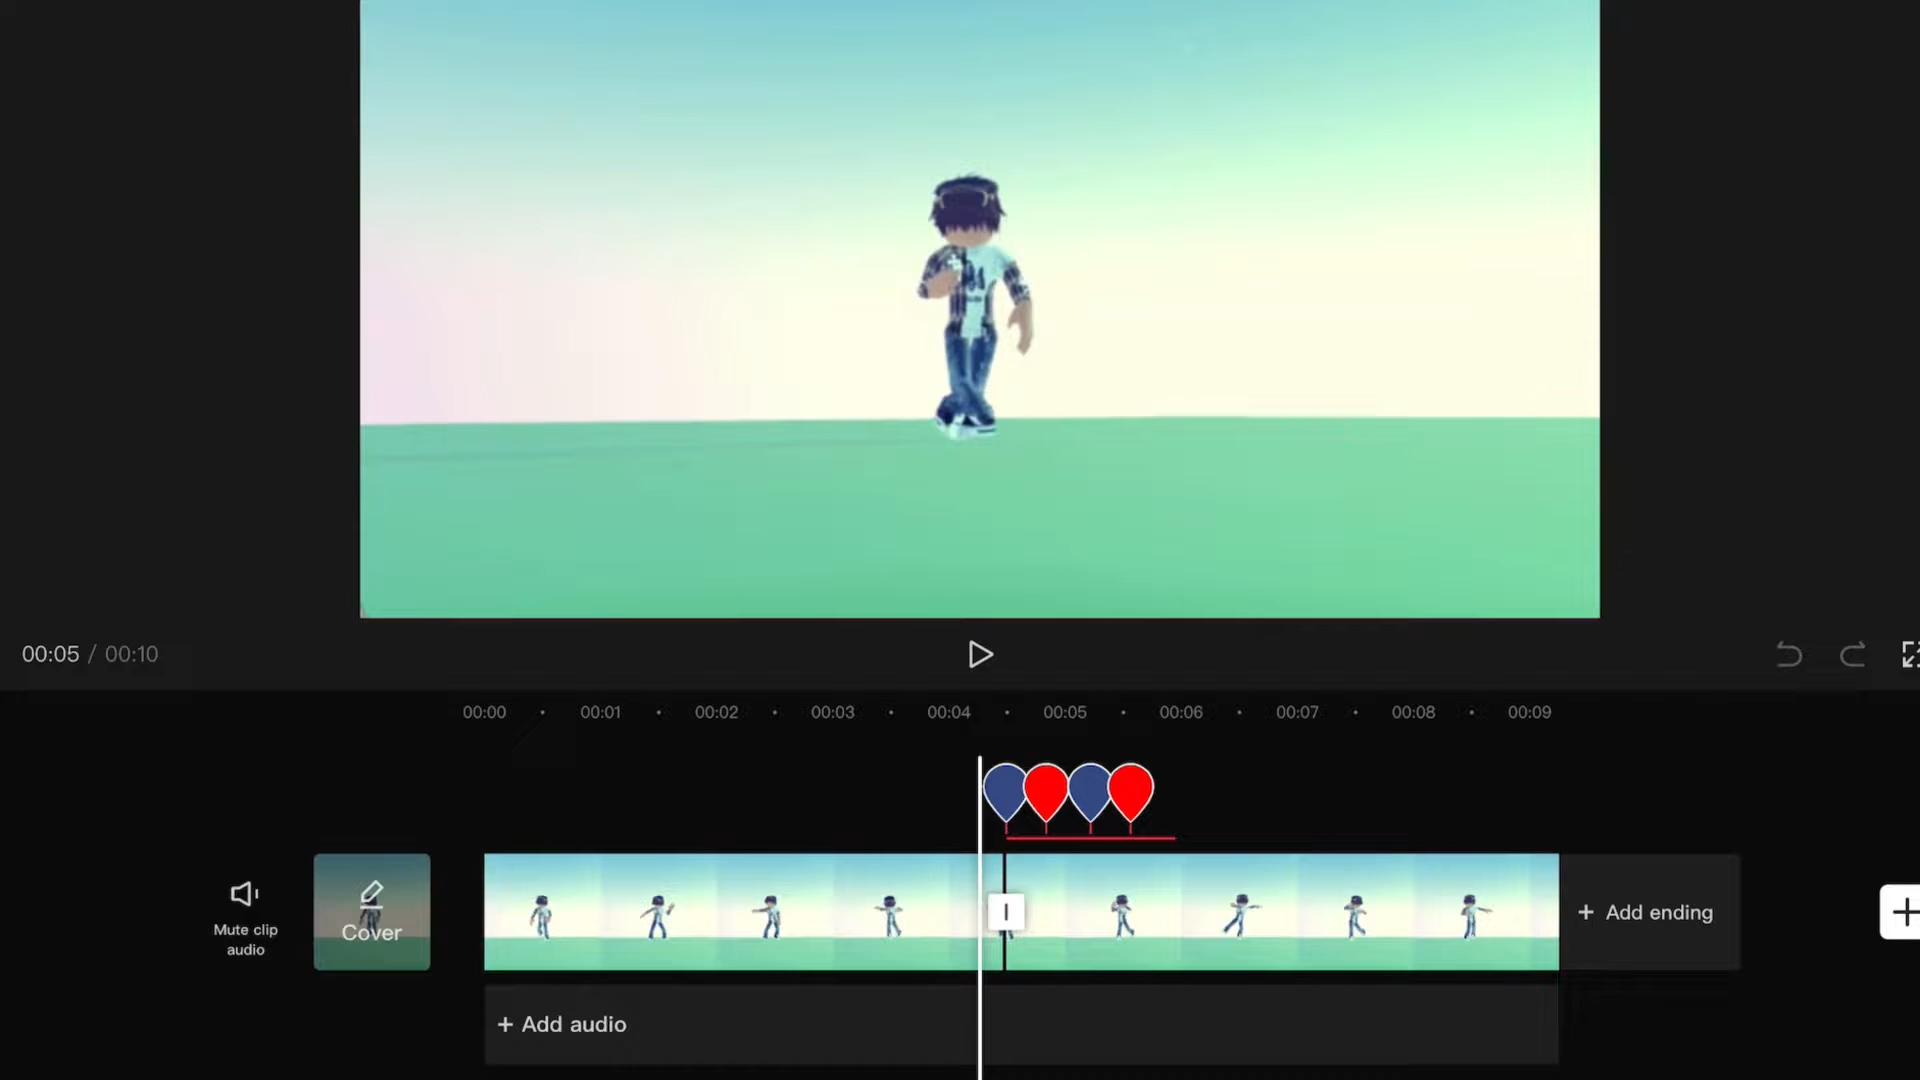 00:05 / 00:10
00:00 · 00:01 · 00:02 · 00:03 · 00:04 · 00:05 · 00:06 · 00:07 · 00:08 · 00:09
Mute clip
audio
Cover
+ Add ending
+ Add audio